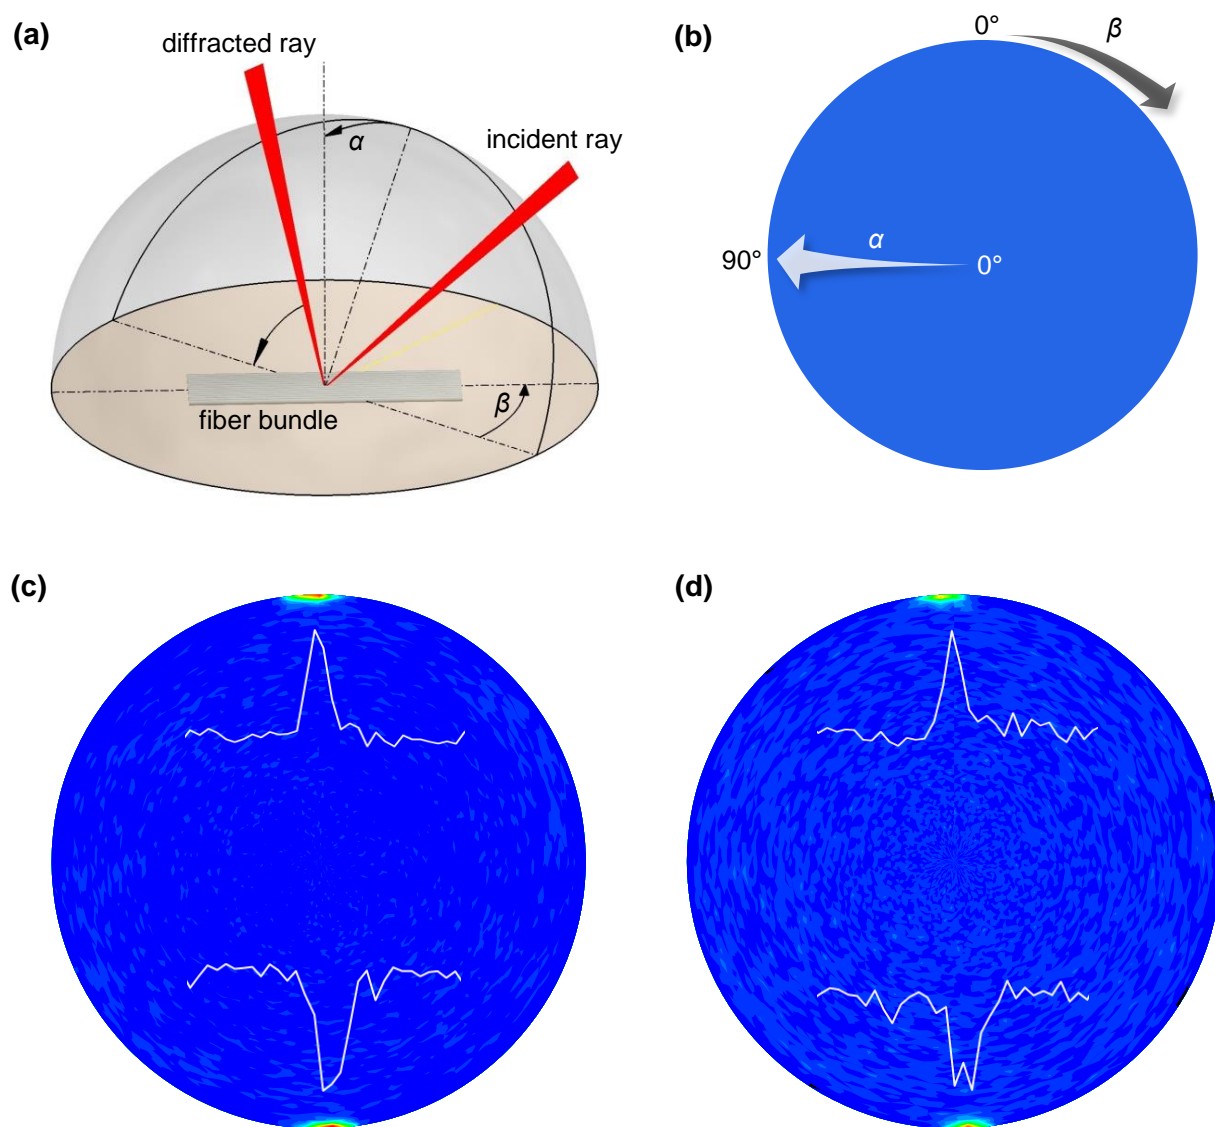 (a)
diffracted ray
α
incident ray
fiber bundle
β
(b)
0°
β
α
90°
0°
(c)
(d)